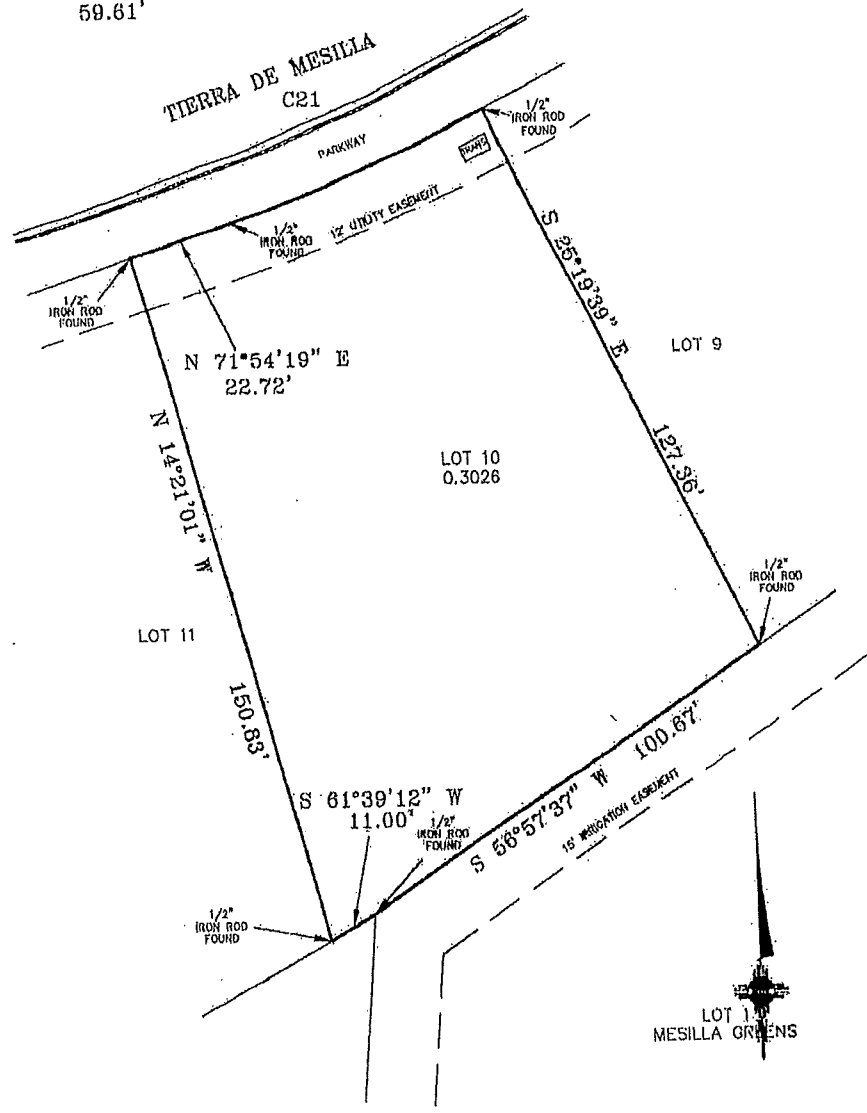 59.61'
TIERRA DE MESILLA
C21
PARKWAY
1/2"
IRON ROD
FOUND
TRANS
12' UTILITY EASEMENT
1/2"
IRON ROD
FOUND
1/2"
IRON ROD
FOUND
N 71°54'19" E
22.72'
S 25°19'39" E
LOT 9
N 14°21'01" W
LOT 10
0.3026
127.36'
1/2"
IRON ROD
FOUND
LOT 11
150.83'
S 61°39'12" W
11.00'
1/2"
IRON ROD
FOUND
S 56°57'37" W 100.67'
15' IRRIGATION EASEMENT
1/2"
IRON ROD
FOUND
LOT 1
MESILLA GREENS